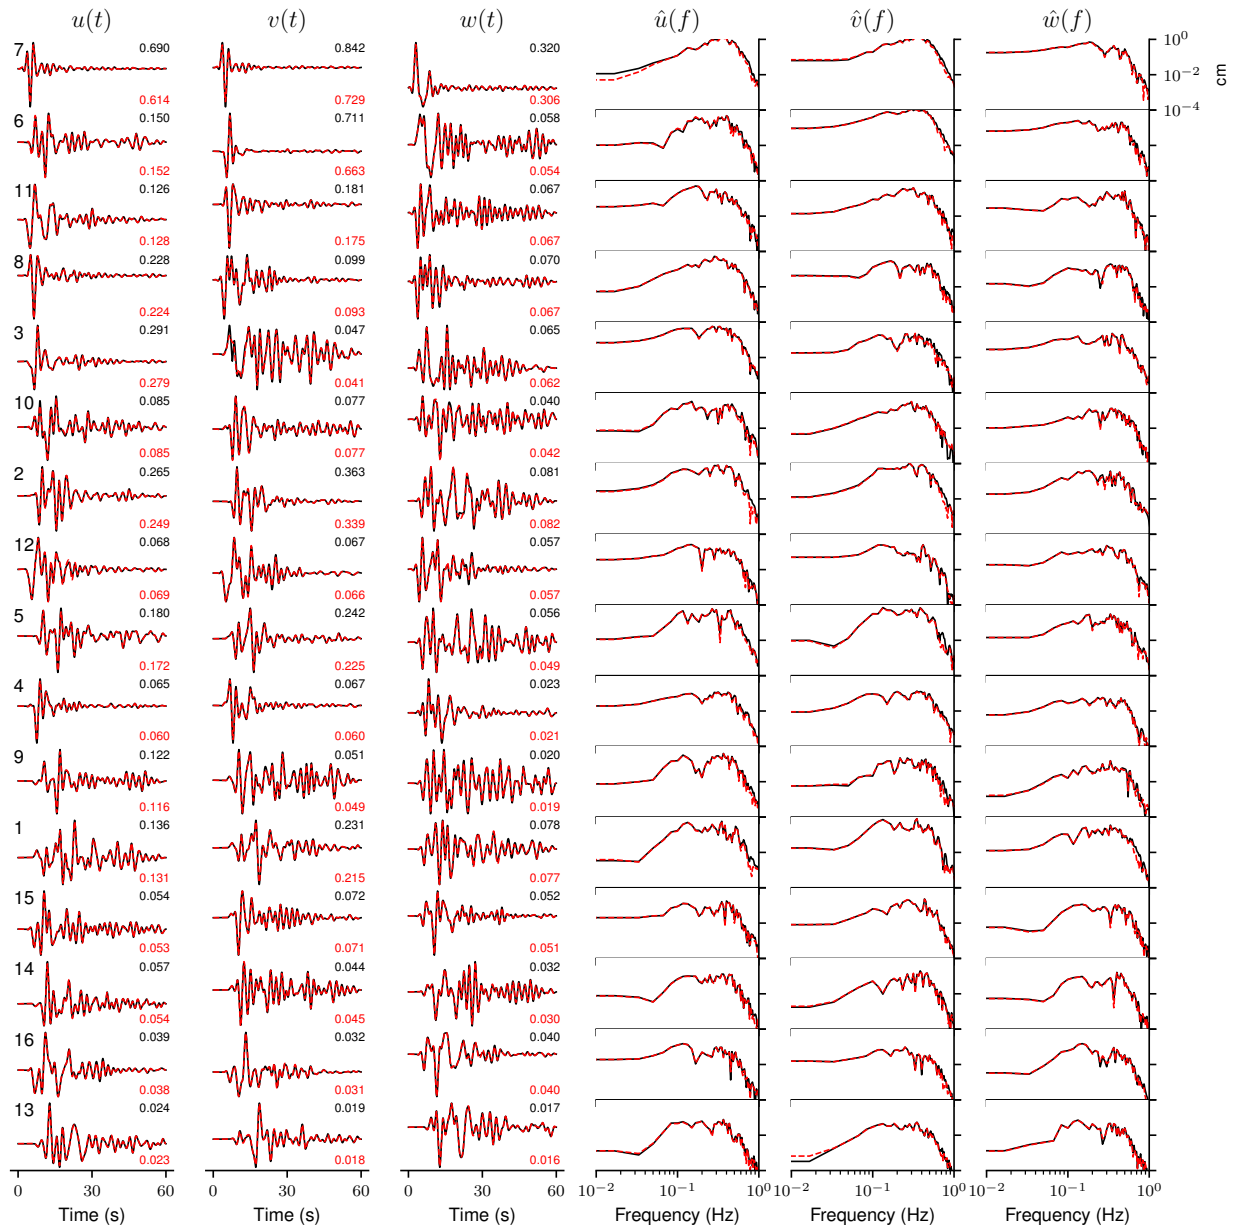 u(t) v(t) w(t) û(f) v̂(f) ŵ(f)
7 0.690 0.842 0.320 10⁰
10⁻² cm
0.614 0.729 0.306
10⁻⁴
6 0.150 0.711 0.058
0.152 0.663 0.054
11 0.126 0.181 0.067
0.128 0.175 0.067
8 0.228 0.099 0.070
0.224 0.093 0.067
3 0.291 0.047 0.065
0.279 0.041 0.062
10 0.085 0.077 0.040
0.085 0.077 0.042
2 0.265 0.363 0.081
0.249 0.339 0.082
12 0.068 0.067 0.057
0.069 0.066 0.057
5 0.180 0.242 0.056
0.172 0.225 0.049
4 0.065 0.067 0.023
0.060 0.060 0.021
9 0.122 0.051 0.020
0.116 0.049 0.019
1 0.136 0.231 0.078
0.131 0.215 0.077
15 0.054 0.072 0.052
0.053 0.071 0.051
14 0.057 0.044 0.032
0.054 0.045 0.030
16 0.039 0.032 0.040
0.038 0.031 0.040
13 0.024 0.019 0.017
0.023 0.018 0.016
0 30 60 0 30 60 0 30 60 10⁻² 10⁻¹ 10⁰ 10⁻² 10⁻¹ 10⁰ 10⁻² 10⁻¹ 10⁰
Time (s) Time (s) Time (s) Frequency (Hz) Frequency (Hz) Frequency (Hz)